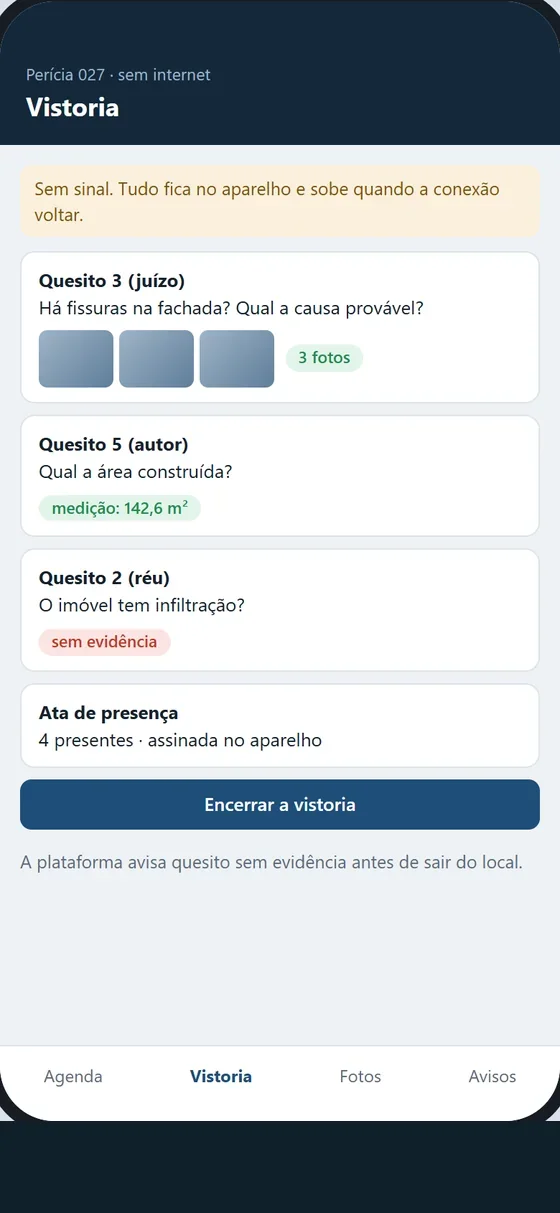 Perícia 027 · sem internet
Vistoria
Sem sinal. Tudo fica no aparelho e sobe quando a conexão
voltar.
Quesito 3 (juízo)
Há fissuras na fachada? Qual a causa provável?
3 fotos
Quesito 5 (autor)
Qual a área construída?
medição: 142,6 m²
Quesito 2 (réu)
O imóvel tem infiltração?
sem evidência
Ata de presença
4 presentes · assinada no aparelho
Encerrar a vistoria
A plataforma avisa quesito sem evidência antes de sair do local.
Agenda Vistoria Fotos Avisos